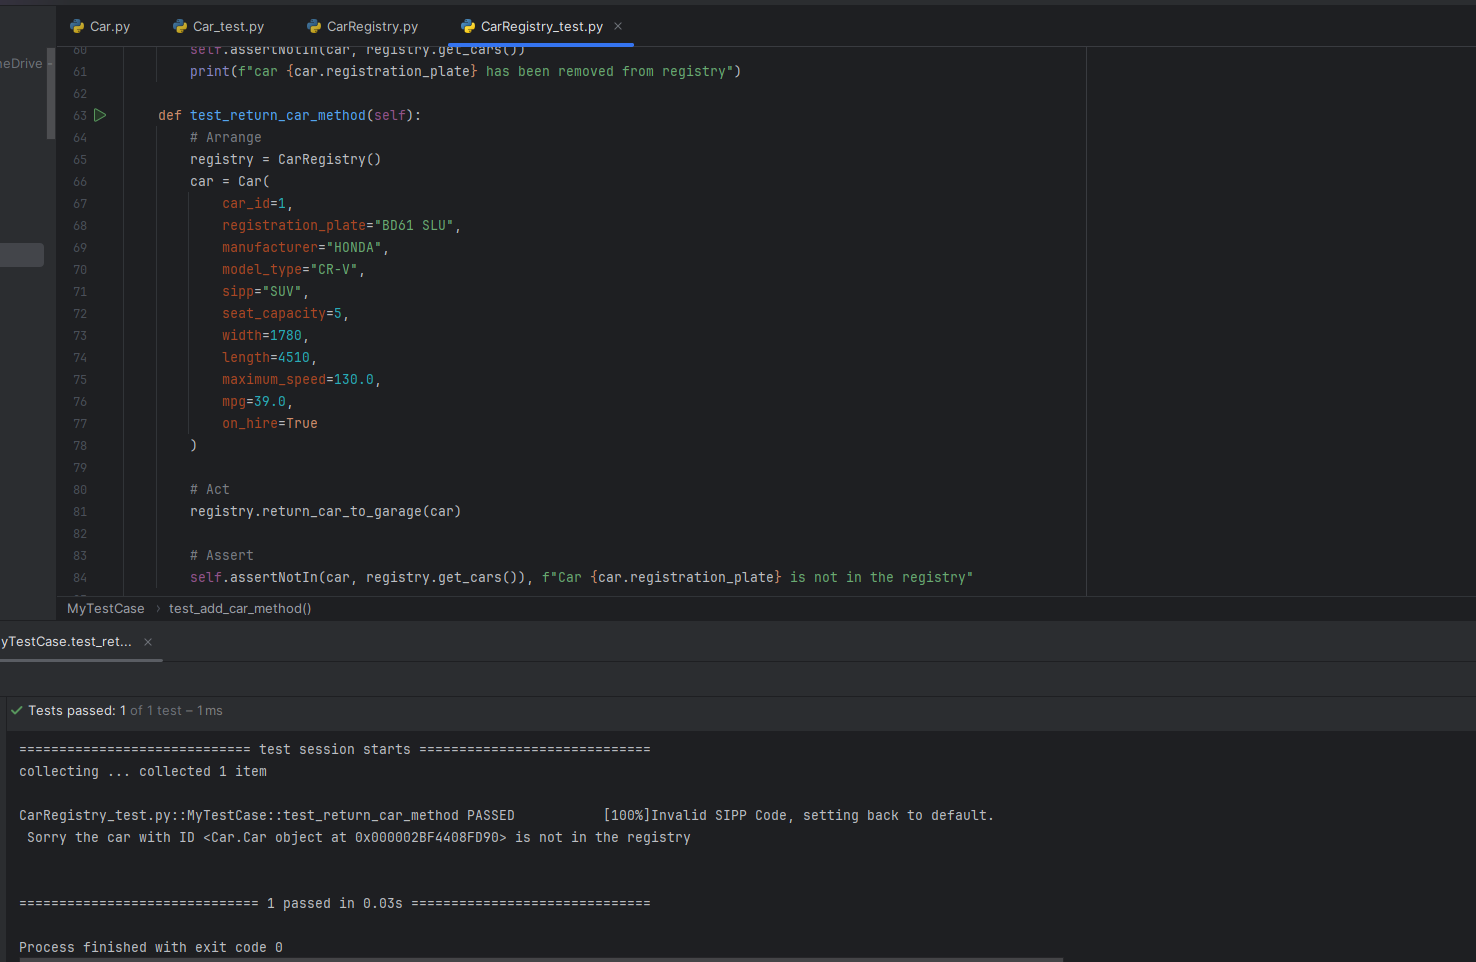 Car.py Car_test.py CarRegistry.py CarRegistry_test.py ×
neDrive -
60 self.assertNotIn(car, registry.get_cars())
61 print(f"car {car.registration_plate} has been removed from registry")
62
63 def test_return_car_method(self):
64 # Arrange
65 registry = CarRegistry()
66 car = Car(
67 car_id=1,
68 registration_plate="BD61 SLU",
69 manufacturer="HONDA",
70 model_type="CR-V",
71 sipp="SUV",
72 seat_capacity=5,
73 width=1780,
74 length=4510,
75 maximum_speed=130.0,
76 mpg=39.0,
77 on_hire=True
78 )
79
80 # Act
81 registry.return_car_to_garage(car)
82
83 # Assert
84 self.assertNotIn(car, registry.get_cars()), f"Car {car.registration_plate} is not in the registry"
MyTestCase › test_add_car_method()
yTestCase.test_ret... ×
Tests passed: 1 of 1 test – 1 ms
============================= test session starts =============================
collecting ... collected 1 item
CarRegistry_test.py::MyTestCase::test_return_car_method PASSED [100%]Invalid SIPP Code, setting back to default.
Sorry the car with ID <Car.Car object at 0x000002BF4408FD90> is not in the registry
============================== 1 passed in 0.03s ==============================
Process finished with exit code 0